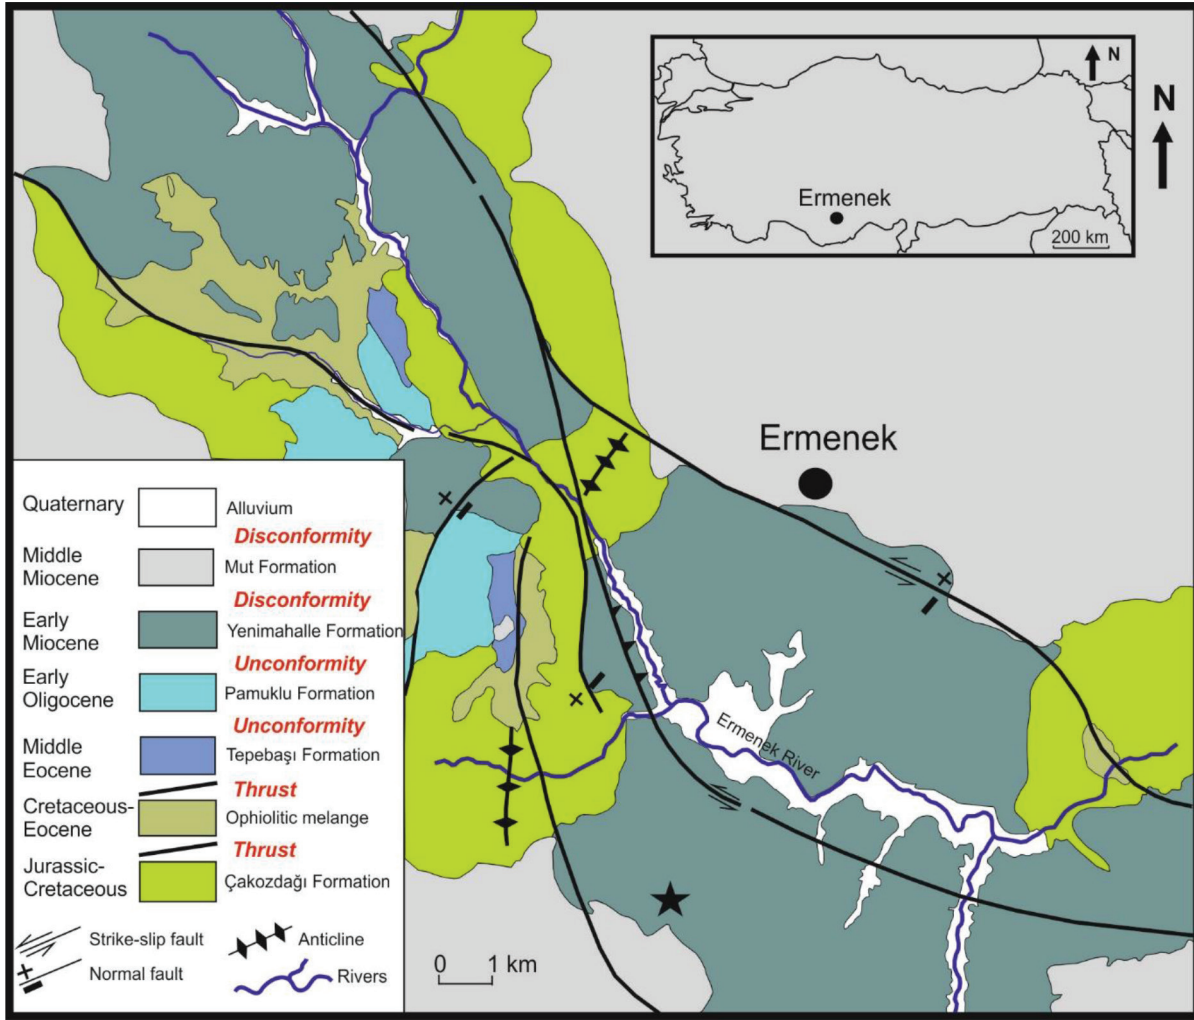 N
N
Ermenek
200 km
Ermenek
Ermenek River
Quaternary
Alluvium
Disconformity
Middle
Miocene
Mut Formation
Disconformity
Early
Miocene
Yenimahalle Formation
Unconformity
Early
Oligocene
Pamuklu Formation
Unconformity
Middle
Eocene
Tepebaşı Formation
Thrust
Cretaceous-
Eocene
Ophiolitic melange
Thrust
Jurassic-
Cretaceous
Çakozdağı Formation
Strike-slip fault
Anticline
Normal fault
Rivers
0 1 km